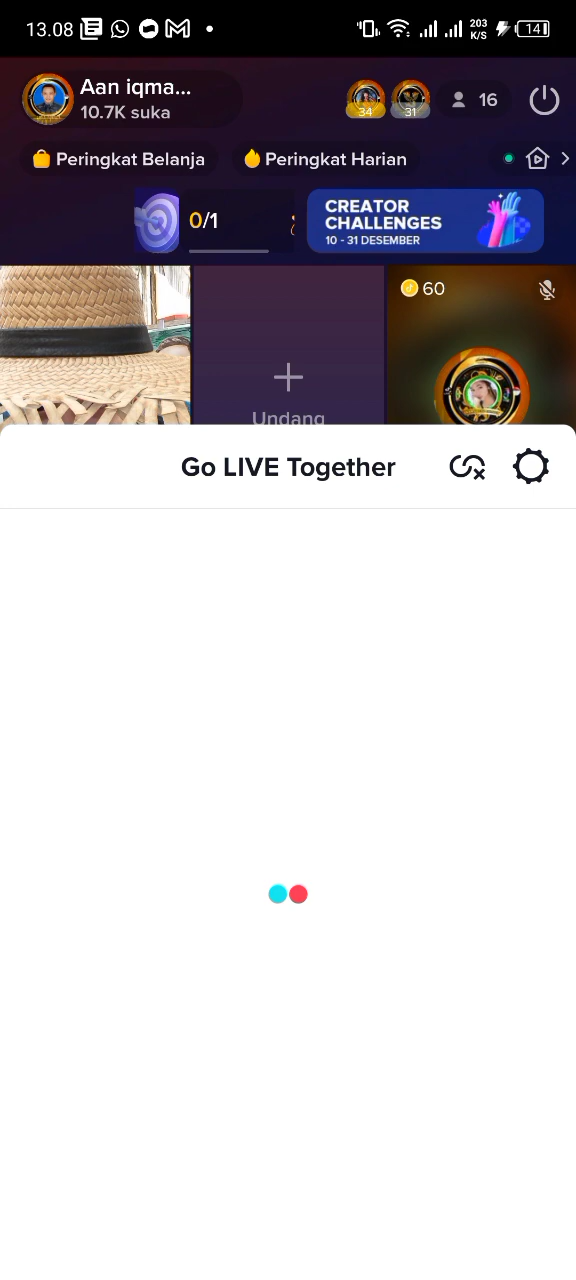 13.08
203
K/S
14
Aan iqma...
10.7K suka
34
31
16
Peringkat Belanja
Peringkat Harian
0/1
CREATOR
CHALLENGES
10 - 31 DESEMBER
60
Undang
Go LIVE Together